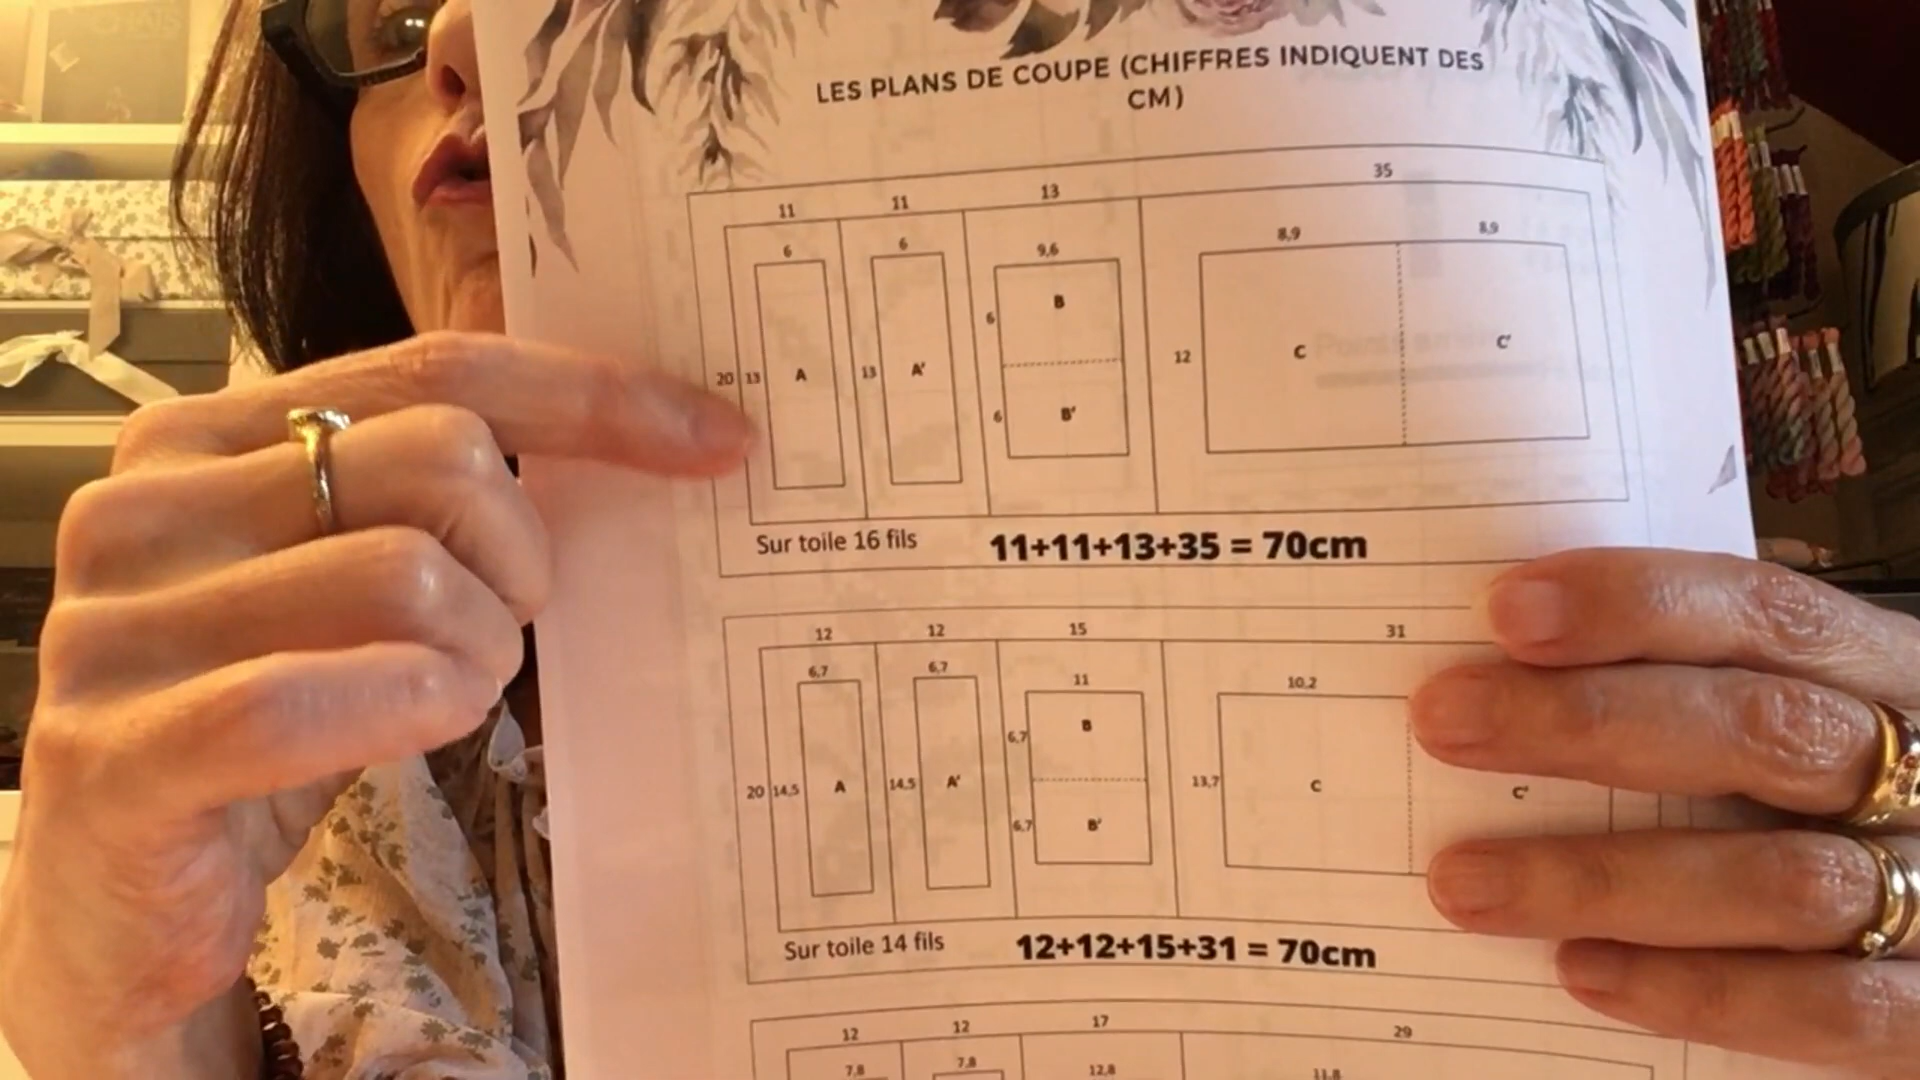 LES PLANS DE COUPE (CHIFFRES INDIQUENT DES
CM)
11 11 13 35
6 6 9,6 8,9 8,9
B
6
20 13 A 13 A' 12 C C'
6 B'
Sur toile 16 fils 11+11+13+35 = 70cm
12 12 15 31
6,7 6,7 11 10,2
6,7 B
20 14,5 A 14,5 A' 13,7 C C'
6,7 B'
Sur toile 14 fils 12+12+15+31 = 70cm
12 12 17 29
7,8 7,8 12,8 11,8